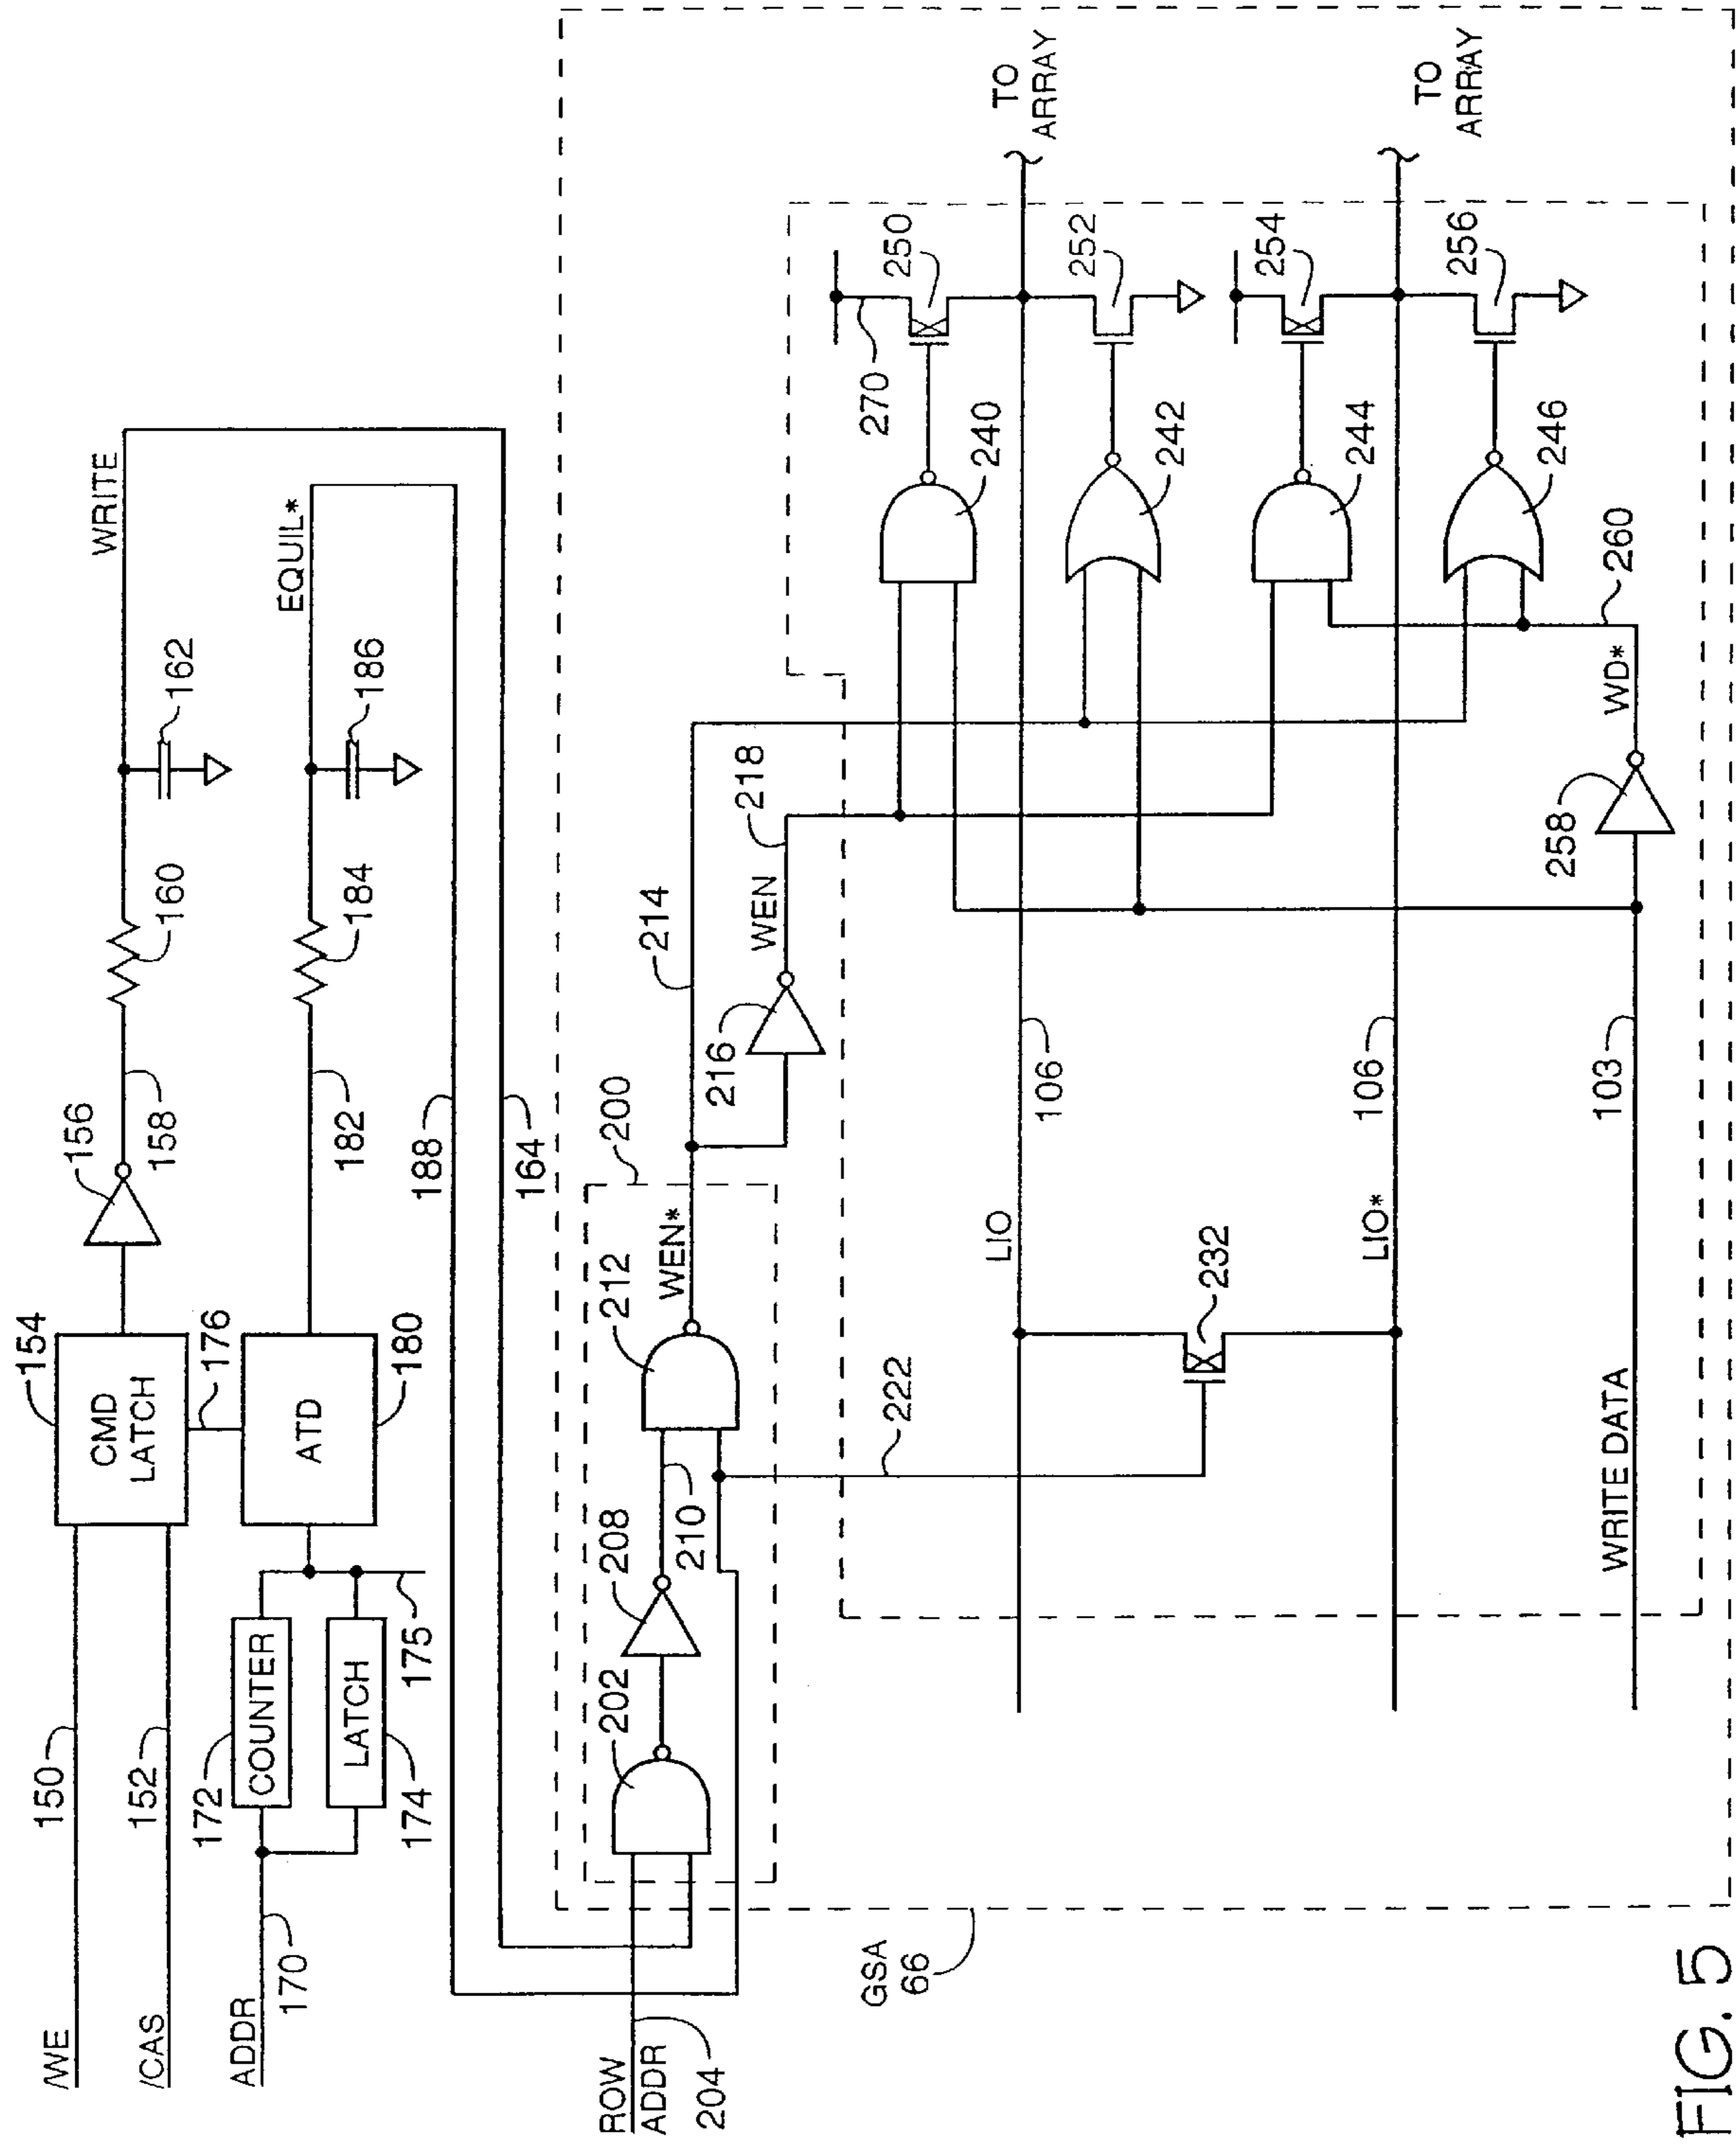 /WE
150
/CAS
152
ADDR
170
172
COUNTER
LATCH
174
175
154
CMD
LATCH
176
ATD
180
156
158
182
160
184
162
186
WRITE
EQUIL*
188
164
ROW
ADDR
204
GSA
66
200
202
208
210
212
WEN*
214
216
WEN
218
222
LIO
106
232
LIO*
106
WRITE DATA
103
258
WD*
260
240
242
244
246
270
250
252
254
256
TO
ARRAY
TO
ARRAY
FIG. 5